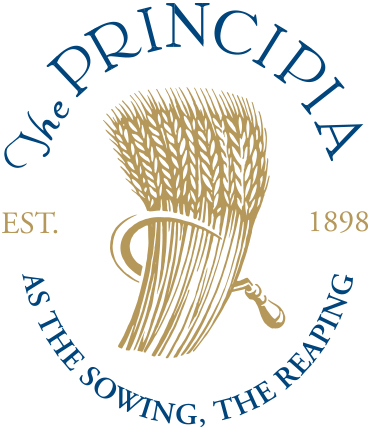 The PRINCIPIA
EST. 1898
AS THE SOWING, THE REAPING